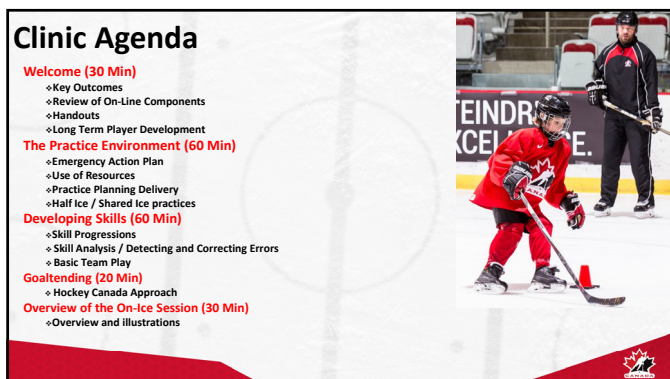 Clinic Agenda
Welcome (30 Min)
❖Key Outcomes
❖Review of On-Line Components
❖Handouts
❖Long Term Player Development
The Practice Environment (60 Min)
❖Emergency Action Plan
❖Use of Resources
❖Practice Planning Delivery
❖Half Ice / Shared Ice practices
Developing Skills (60 Min)
❖Skill Progressions
❖Skill Analysis / Detecting and Correcting Errors
❖Basic Team Play
Goaltending (20 Min)
❖Hockey Canada Approach
Overview of the On-Ice Session (30 Min)
❖Overview and illustrations
TEINDR
XCEL E.
CANADA
CANADA